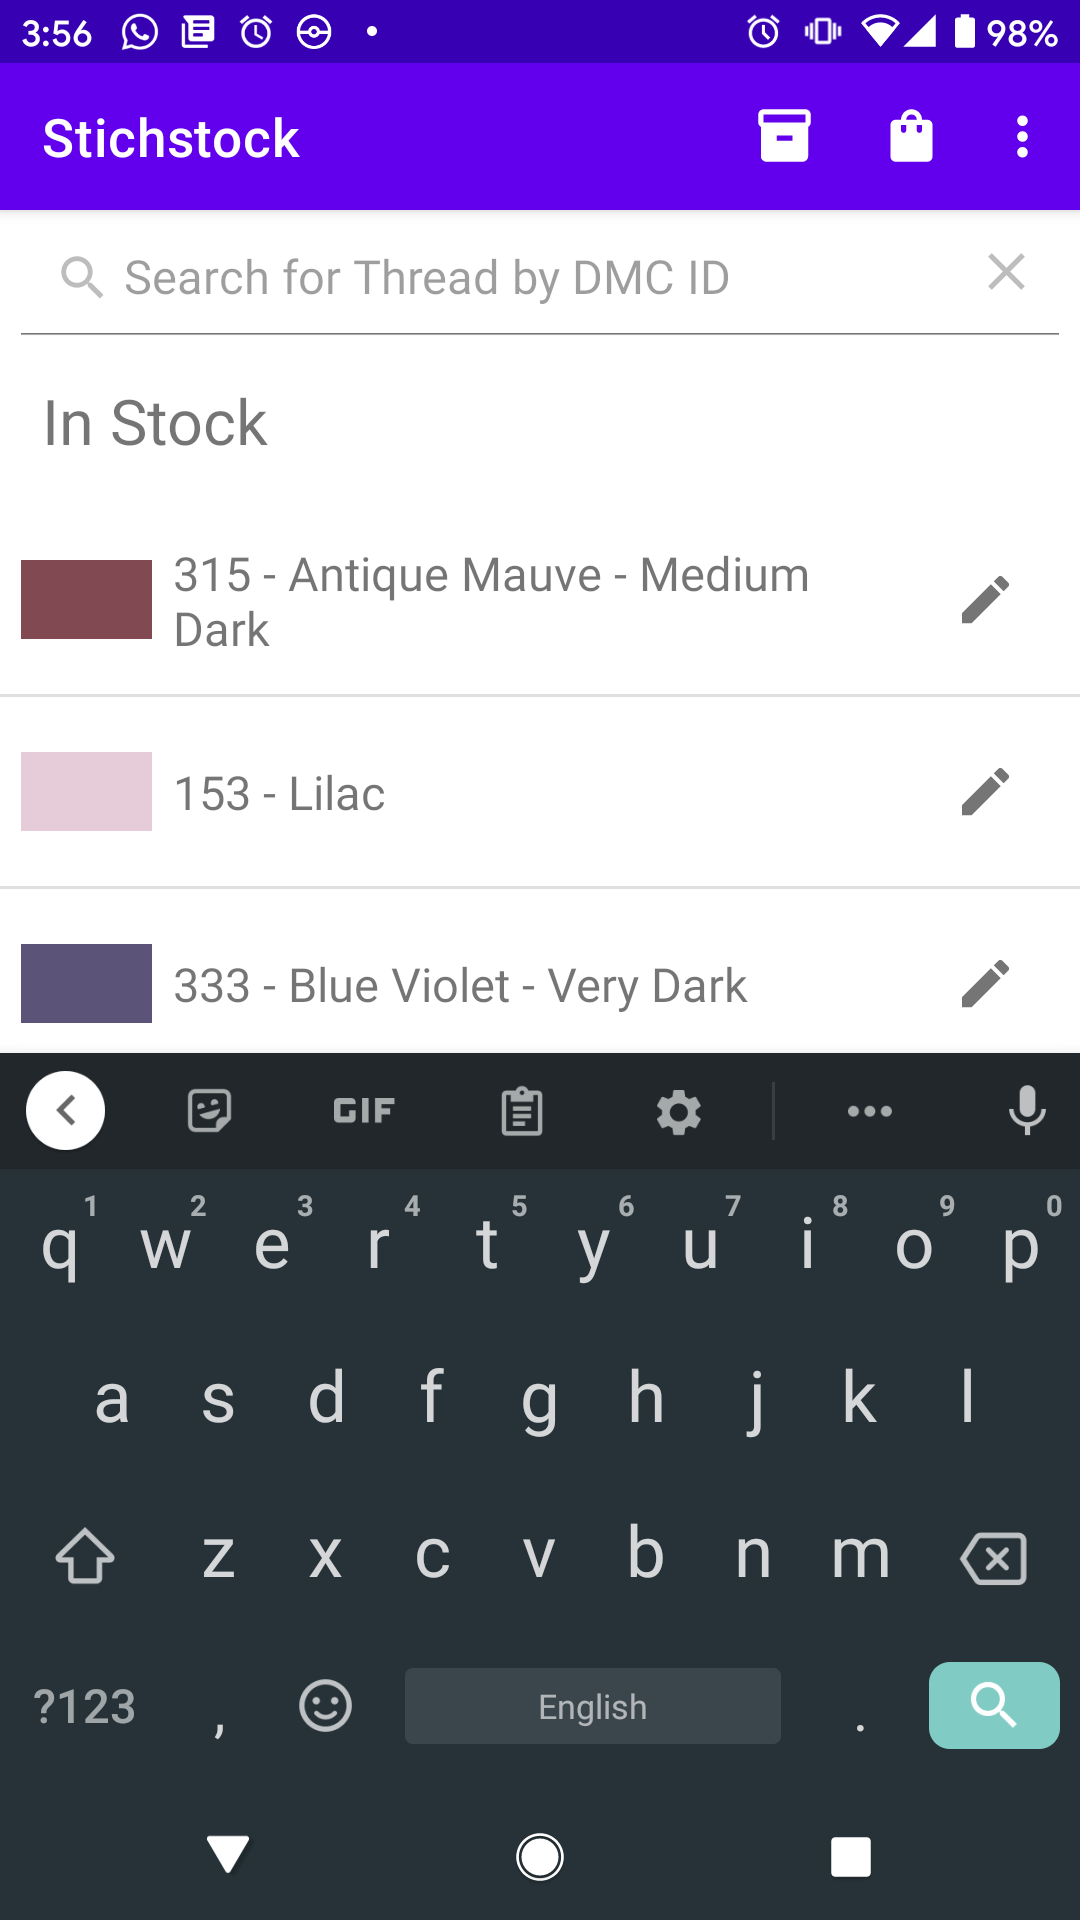 3:56 98%
Stichstock
Search for Thread by DMC ID
In Stock
315 - Antique Mauve - Medium
Dark
153 - Lilac
333 - Blue Violet - Very Dark
GIF
1 2 3 4 5 6 7 8 9 0
q w e r t y u i o p
a s d f g h j k l
z x c v b n m
?123 , English .